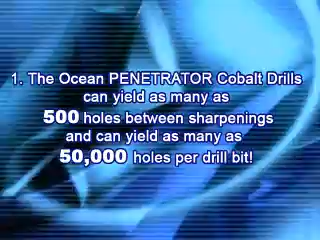 1. The Ocean PENETRATOR Cobalt Drills
can yield as many as
500 holes between sharpenings
and can yield as many as
50,000 holes per drill bit!